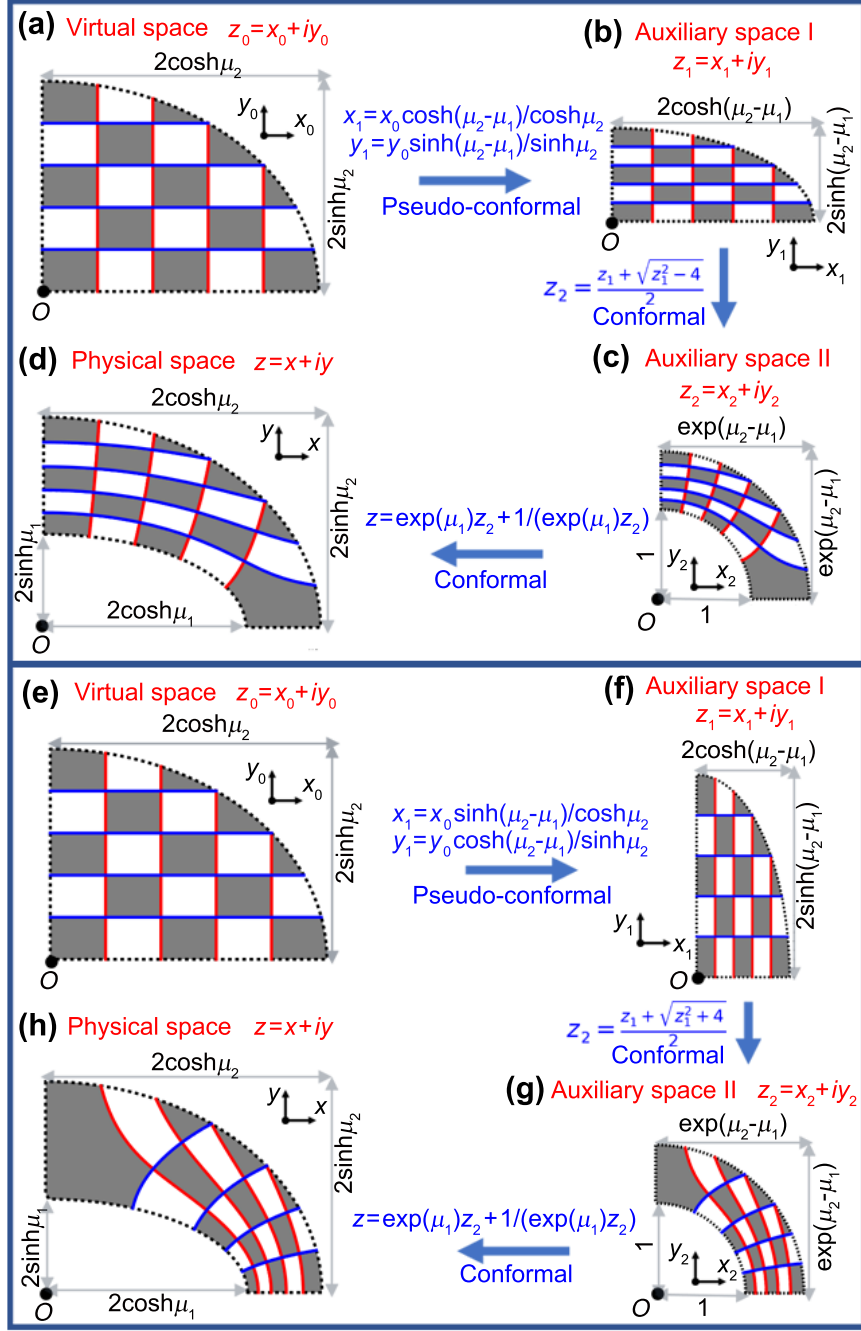 (a) Virtual space z₀=x₀+iy₀
2coshμ₂
y₀
x₀
2sinhμ₂
O
x₁=x₀cosh(μ₂−μ₁)/coshμ₂
y₁=y₀sinh(μ₂−μ₁)/sinhμ₂
Pseudo-conformal
(b) Auxiliary space I
z₁=x₁+iy₁
2cosh(μ₂−μ₁)
2sinh(μ₂−μ₁)
O
y₁
x₁
z₂ = (z₁ + √(z₁² − 4))/2
Conformal
(d) Physical space z=x+iy
2coshμ₂
y
x
2sinhμ₂
2sinhμ₁
2coshμ₁
O
z=exp(μ₁)z₂+1/(exp(μ₁)z₂)
Conformal
(c) Auxiliary space II
z₂=x₂+iy₂
exp(μ₂−μ₁)
exp(μ₂−μ₁)
1
y₂
x₂
O
1
(e) Virtual space z₀=x₀+iy₀
2coshμ₂
y₀
x₀
2sinhμ₂
O
x₁=x₀sinh(μ₂−μ₁)/coshμ₂
y₁=y₀cosh(μ₂−μ₁)/sinhμ₂
Pseudo-conformal
(f) Auxiliary space I
z₁=x₁+iy₁
2cosh(μ₂−μ₁)
2sinh(μ₂−μ₁)
y₁
x₁
O
z₂ = (z₁ + √(z₁² + 4))/2
Conformal
(h) Physical space z=x+iy
2coshμ₂
y
x
2sinhμ₂
2sinhμ₁
2coshμ₁
O
z=exp(μ₁)z₂+1/(exp(μ₁)z₂)
Conformal
(g) Auxiliary space II z₂=x₂+iy₂
exp(μ₂−μ₁)
exp(μ₂−μ₁)
1
y₂
x₂
O
1